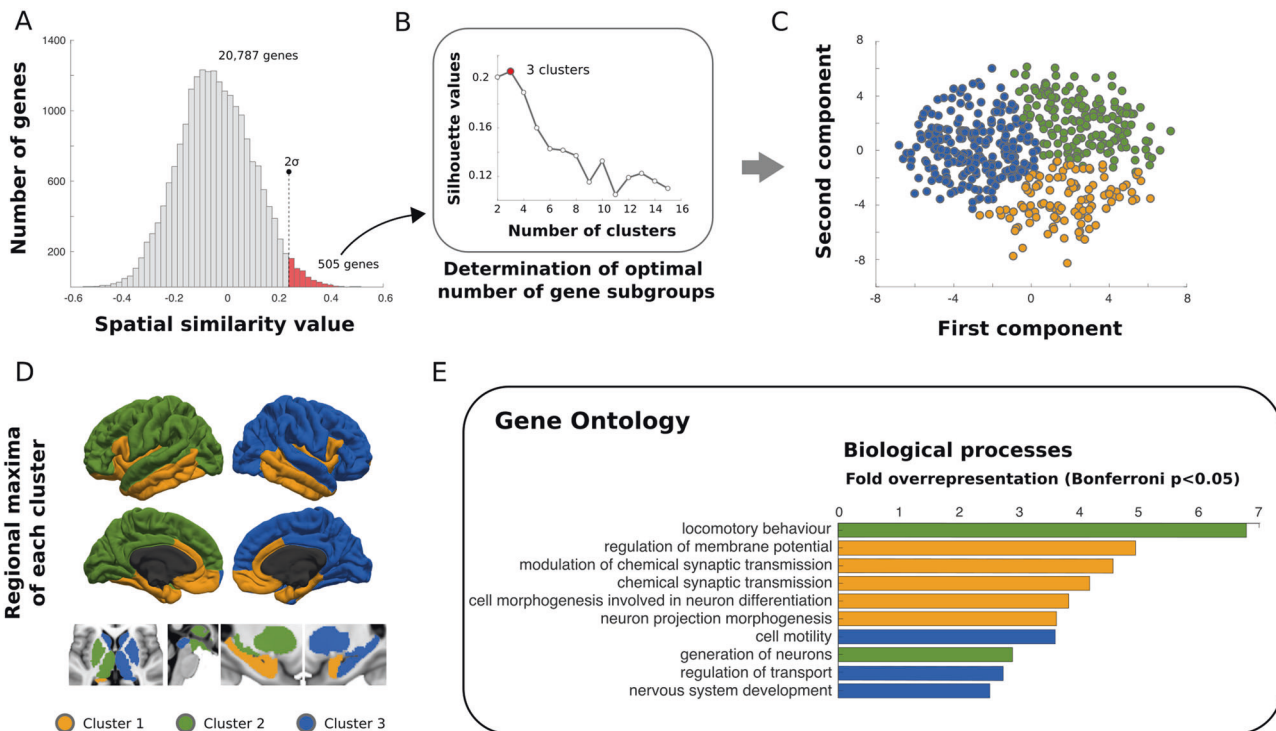 A
Number of genes
1400
1000
600
200
20,787 genes
2σ
505 genes
-0.6
-0.4
-0.2
0
0.2
0.4
0.6
Spatial similarity value
B
Silhouette values
0.2
0.16
0.12
3 clusters
2
4
6
8
10
11
14
16
Number of clusters
Determination of optimal
number of gene subgroups
C
Second component
8
4
0
-4
-8
-8
-4
0
4
8
First component
D
Regional maxima
of each cluster
Cluster 1
Cluster 2
Cluster 3
E
Gene Ontology
Biological processes
Fold overrepresentation (Bonferroni p<0.05)
0
1
2
3
4
5
6
7
locomotory behaviour
regulation of membrane potential
modulation of chemical synaptic transmission
chemical synaptic transmission
cell morphogenesis involved in neuron differentiation
neuron projection morphogenesis
cell motility
generation of neurons
regulation of transport
nervous system development